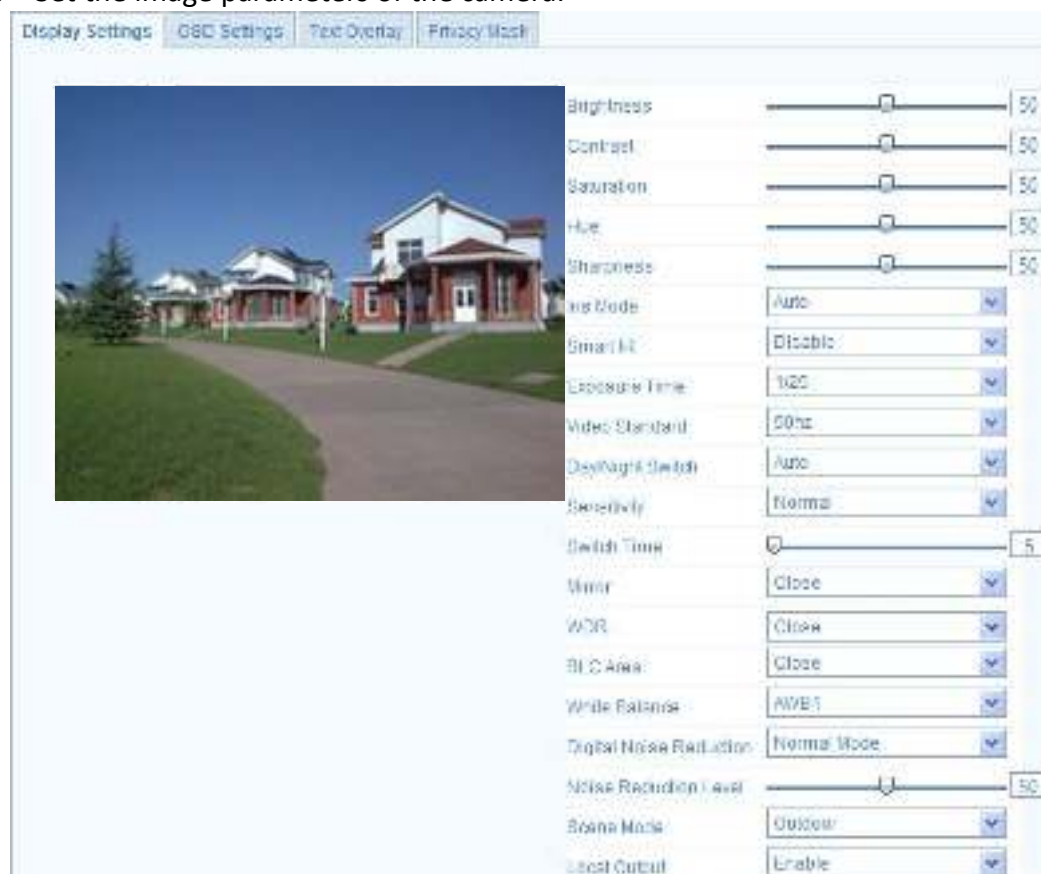 Set the image parameters of the camera.
Display Settings OSD Settings Text Overlay Privacy Mask
Brightness 50
Contrast 50
Saturation 50
Hue 50
Sharpness 50
Iris Mode Auto
Smart IR Disable
Exposure Time 1/25
Video Standard 50hz
Day/Night Switch Auto
Sensitivity Normal
Switch Time 5
Mirror Close
WDR Close
BLC Area Close
White Balance AWB1
Digital Noise Reduction Normal Mode
Noise Reduction Level 50
Scene Mode Outdoor
Local Output Enable